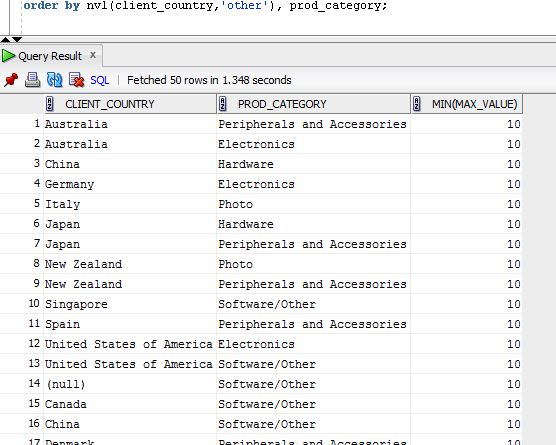 order by nvl(client_country,'other'), prod_category;
Query Result x
SQL | Fetched 50 rows in 1.348 seconds
CLIENT_COUNTRY PROD_CATEGORY MIN(MAX_VALUE)
1 Australia Peripherals and Accessories 10
2 Australia Electronics 10
3 China Hardware 10
4 Germany Electronics 10
5 Italy Photo 10
6 Japan Hardware 10
7 Japan Peripherals and Accessories 10
8 New Zealand Photo 10
9 New Zealand Peripherals and Accessories 10
10 Singapore Software/Other 10
11 Spain Peripherals and Accessories 10
12 United States of America Electronics 10
13 United States of America Software/Other 10
14 (null) Software/Other 10
15 Canada Software/Other 10
16 China Software/Other 10
17 Denmark Peripherals and Accessories 10